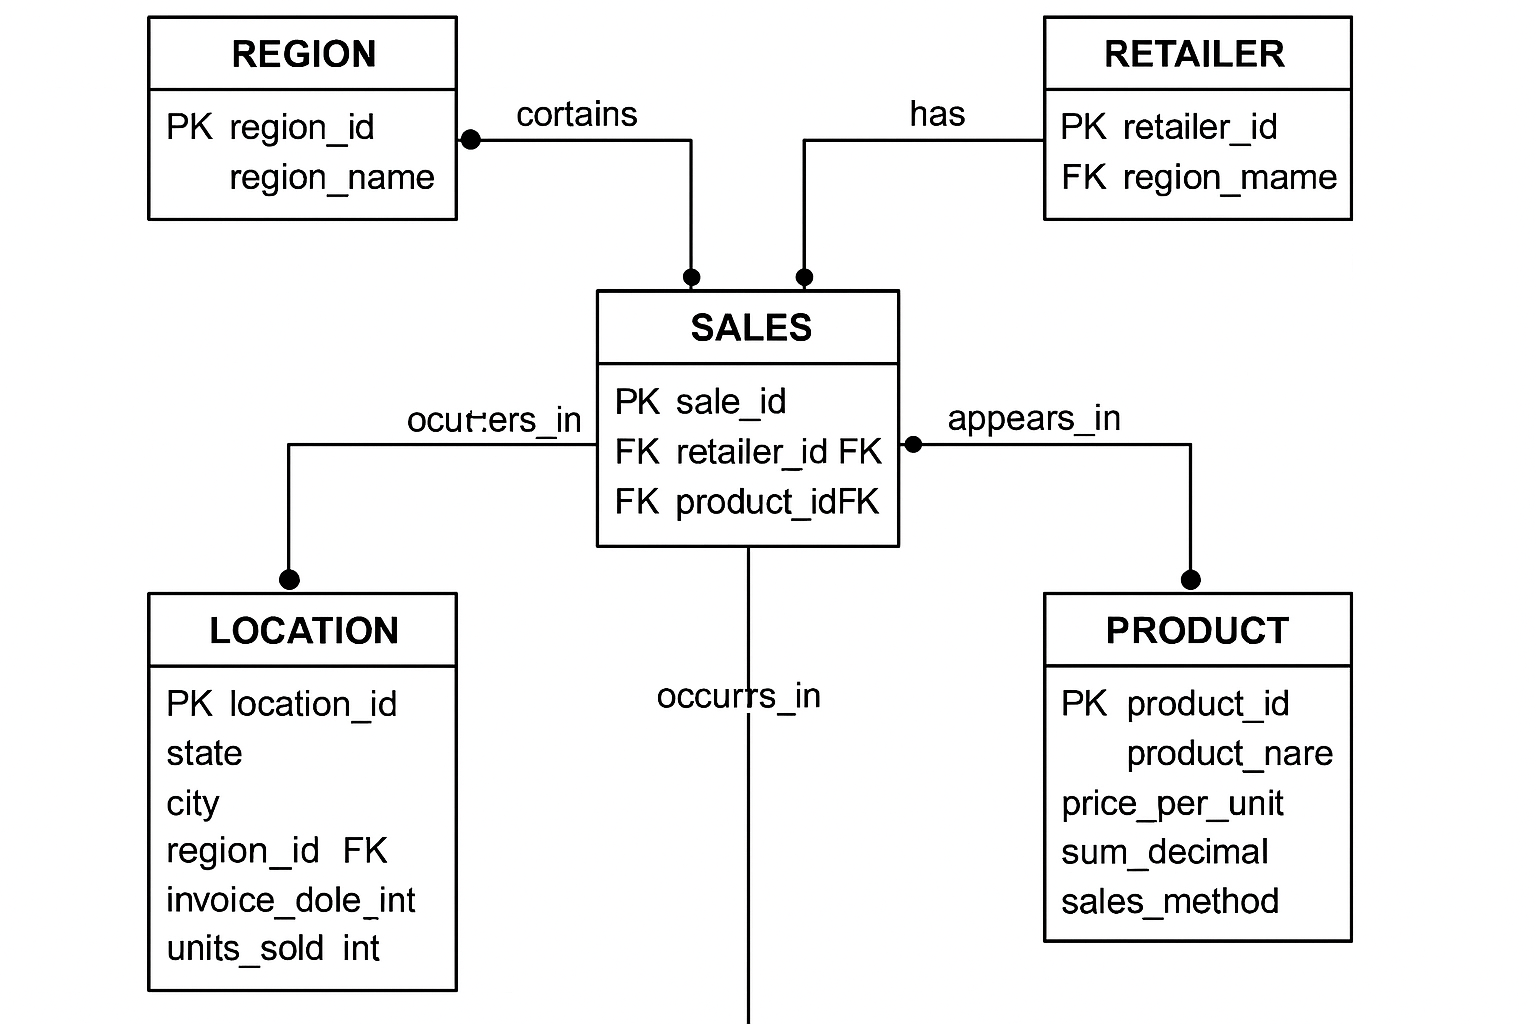 REGION
PK region_id
region_name
cortains
has
RETAILER
PK retailer_id
FK region_mame
SALES
PK sale_id
FK retailer_id FK
FK product_idFK
appears_in
LOCATION
PK location_id
state
city
region_id FK
invoice_dole_int
units_sold int
occurrs_in
PRODUCT
PK product_id
product_nare
price_per_unit
sum_decimal
sales_method